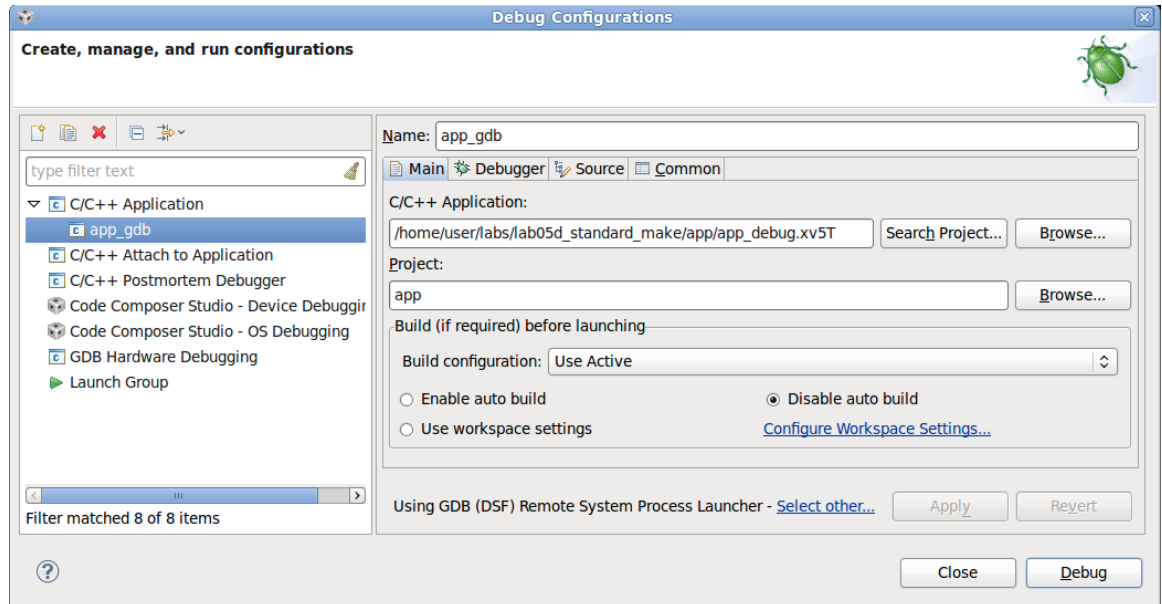 Debug Configurations
Create, manage, and run configurations
type filter text
C/C++ Application
app_gdb
C/C++ Attach to Application
C/C++ Postmortem Debugger
Code Composer Studio - Device Debuggin
Code Composer Studio - OS Debugging
GDB Hardware Debugging
Launch Group
Filter matched 8 of 8 items
Name: app_gdb
Main Debugger Source Common
C/C++ Application:
/home/user/labs/lab05d_standard_make/app/app_debug.xv5T Search Project... Browse...
Project:
app Browse...
Build (if required) before launching
Build configuration: Use Active
Enable auto build Disable auto build
Use workspace settings Configure Workspace Settings...
Using GDB (DSF) Remote System Process Launcher - Select other... Apply Revert
Close Debug